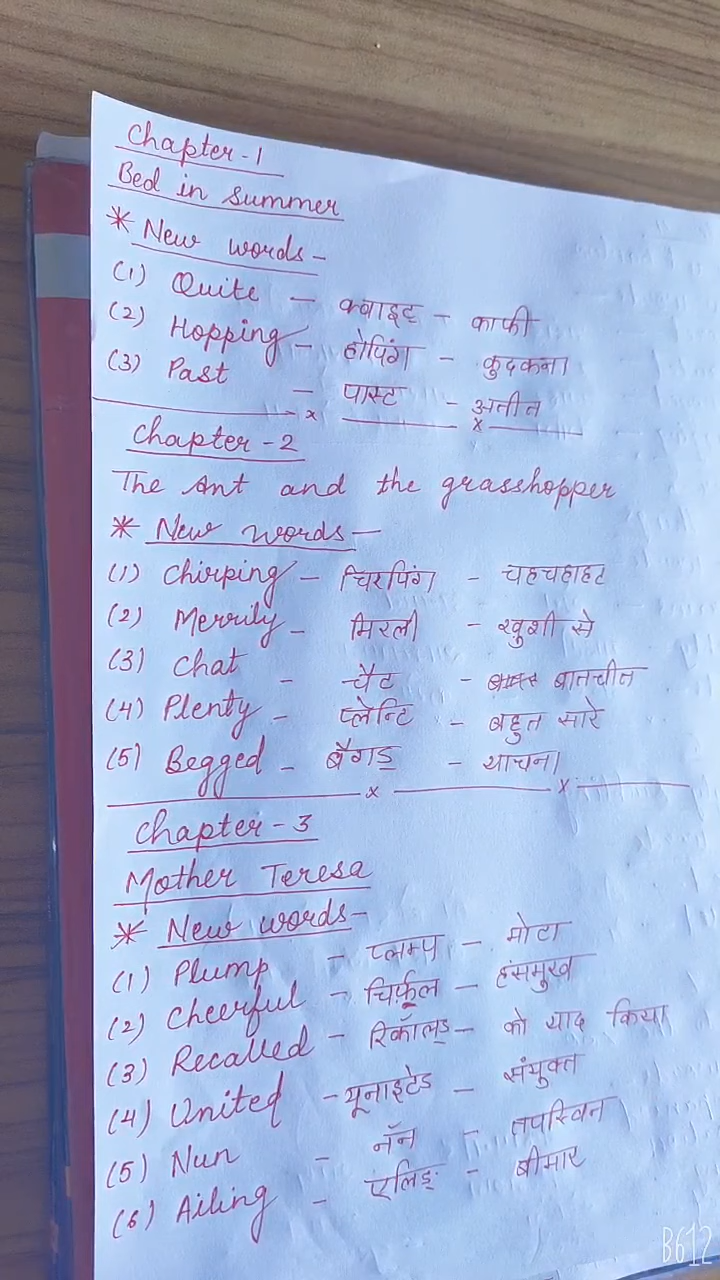 Chapter-1
Bed in summer
* New words-
(1) Quite - क्वाइट - काफी
(2) Hopping - होपिंग - कुदकना
(3) Past - पास्ट - अतीत
x x
Chapter-2
The Ant and the grasshopper
* New words-
(1) Chirping - चिरपिंग - चहचहाहट
(2) Merrily - मिरली - खुशी से
(3) Chat - चैट - बातचीत
(4) Plenty - प्लेन्टि - बहुत सारे
(5) Begged - बैगड् - याचना
x x
Chapter-3
Mother Teresa
* New words-
(1) Plump - प्लम्प - मोटा
(2) Cheerful - चिर्फूल - हंसमुख
(3) Recalled - रिकॉल्ड् - को याद किया
(4) United - यूनाइटेड - संयुक्त
(5) Nun - नॅन - तपस्विन
(6) Ailing - एलिङ् - बीमार
B612